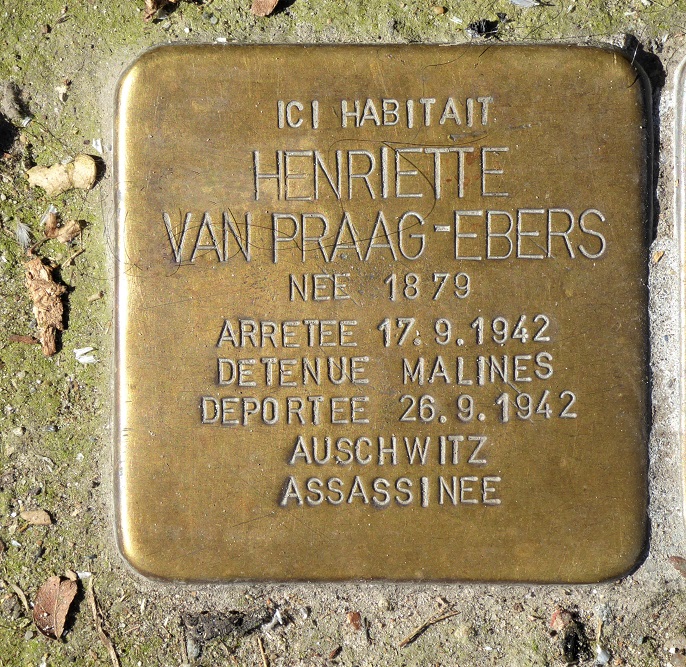 ICI HABITAIT
HENRIETTE
VAN PRAAG-EBERS
NEE 1879
ARRETEE 17.9.1942
DETENUE MALINES
DEPORTEE 26.9.1942
AUSCHWITZ
ASSASSINEE